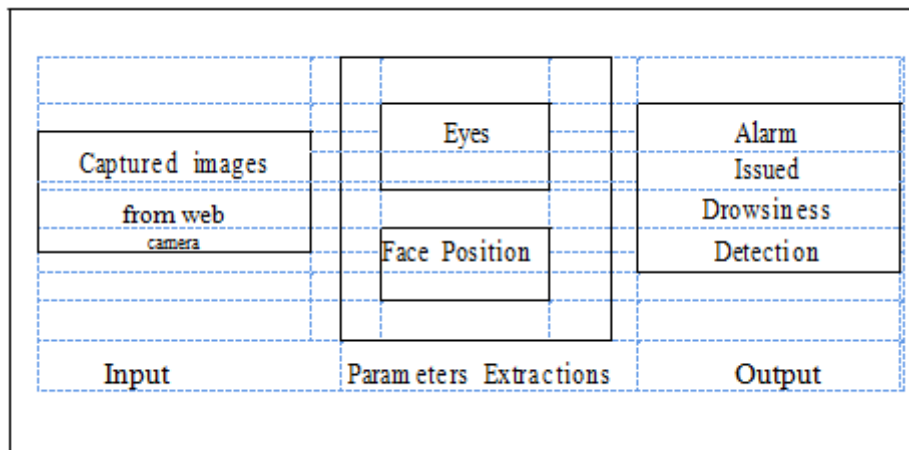 Captured images
from web
camera
Eyes
Face Position
Alarm
Issued
Drowsiness
Detection
Input
Parameters Extractions
Output